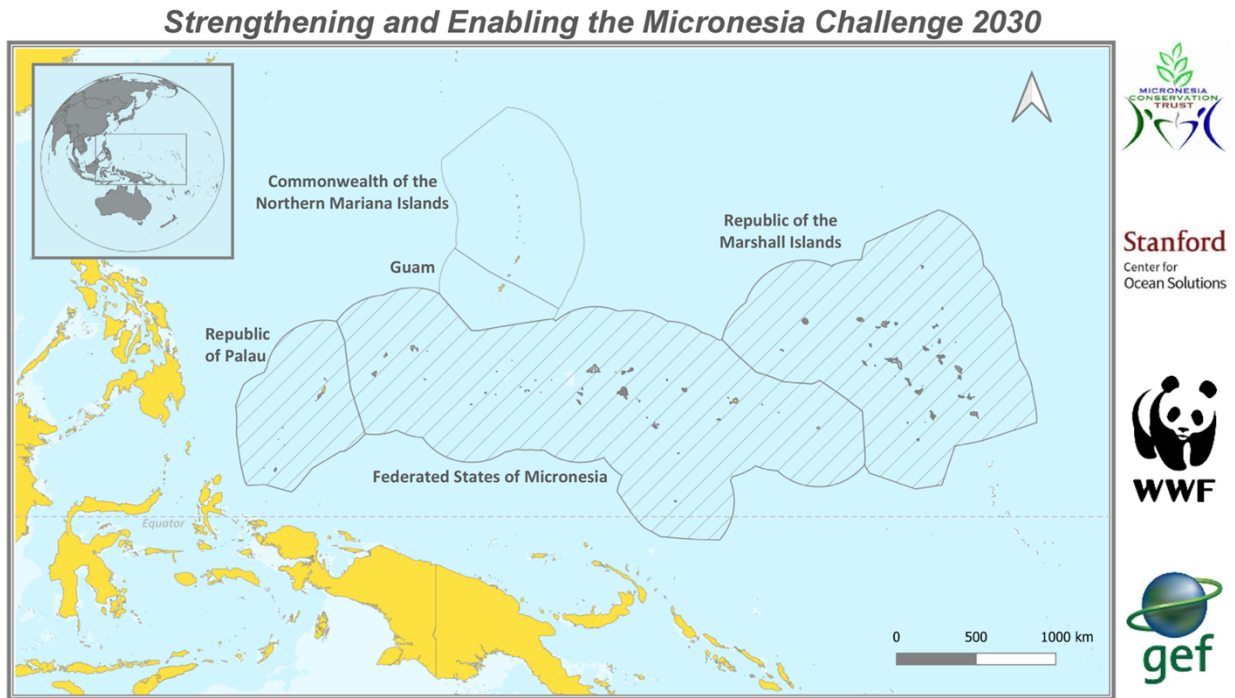 Strengthening and Enabling the Micronesia Challenge 2030
MICRONESIA
CONSERVATION
TRUST
Commonwealth of the
Northern Mariana Islands
Republic of the
Marshall Islands
Stanford
Center for
Ocean Solutions
Guam
Republic
of Palau
Federated States of Micronesia
WWF
Equator
0 500 1000 km
gef